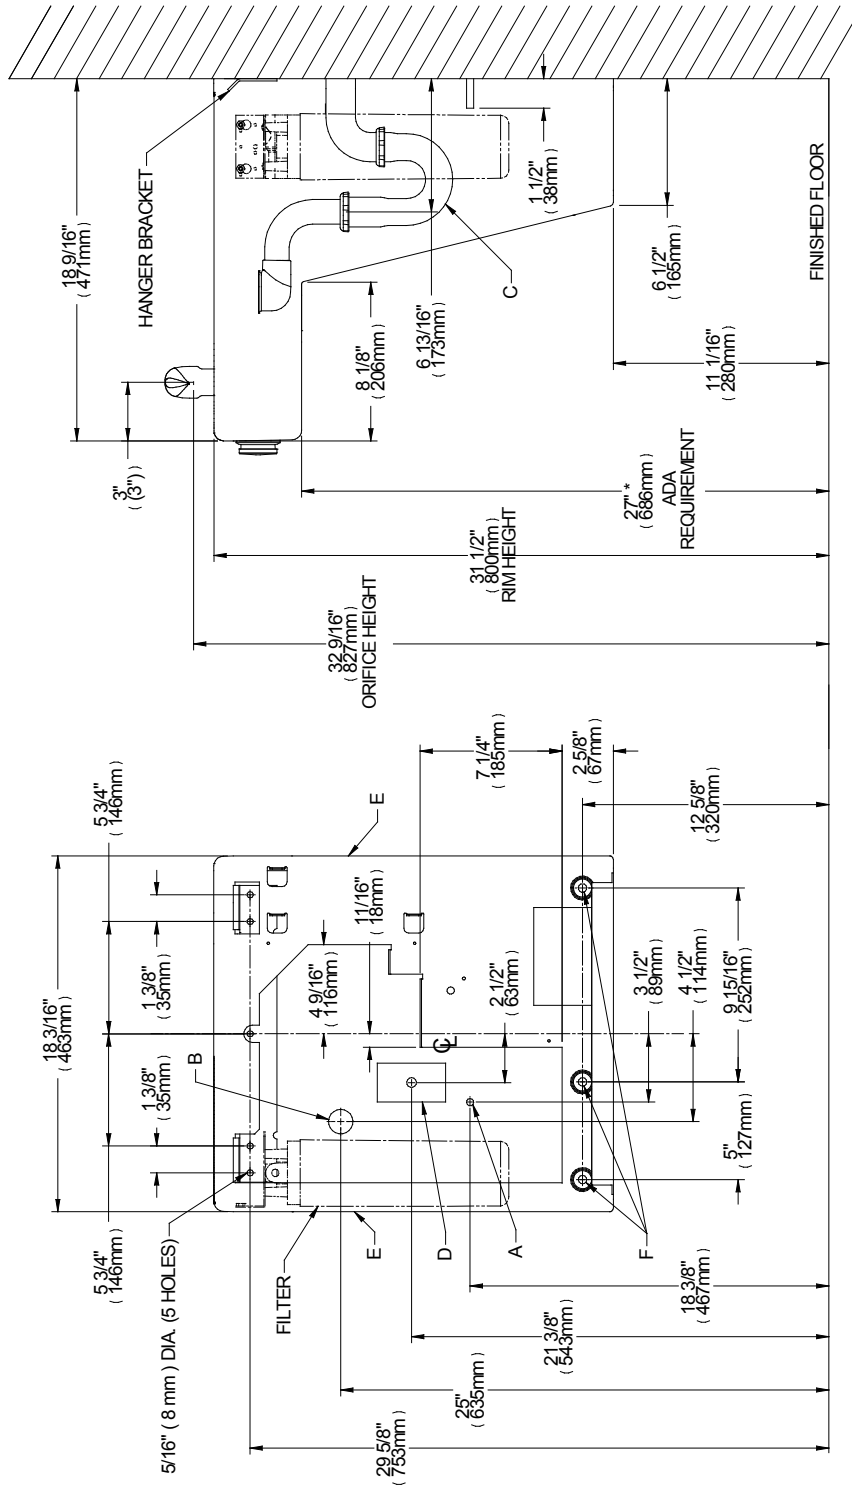 18 9/16"
( 471mm )
HANGER BRACKET
3"
( (3") )
8 1/8"
( 206mm )
6 13/16"
( 173mm )
C
1 1/2"
( 38mm )
6 1/2"
( 165mm )
11 1/16"
( 280mm )
FINISHED FLOOR
27" *
( 686mm )
ADA
REQUIREMENT
31 1/2"
( 800mm )
RIM HEIGHT
32 9/16"
( 827mm )
ORIFICE HEIGHT
18 3/16"
( 463mm )
5 3/4"
( 146mm )
5 3/4"
( 146mm )
1 3/8"
( 35mm )
1 3/8"
( 35mm )
B
E
5/16" ( 8 mm ) DIA. (5 HOLES)
FILTER
E
D
A
F
11/16"
( 18mm )
4 9/16"
( 116mm )
CL
2 1/2"
( 63mm )
3 1/2"
( 89mm )
4 1/2"
( 114mm )
9 15/16"
( 252mm )
5"
( 127mm )
7 1/4"
( 185mm )
2 5/8"
( 67mm )
12 5/8"
( 320mm )
18 3/8"
( 467mm )
21 3/8"
( 543mm )
25"
( 635mm )
29 5/8"
( 753mm )